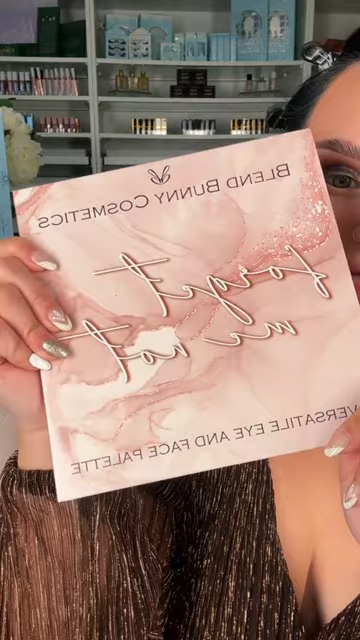 BLEND BUNNY COSMETICS
forget
me not
VERSATILE EYE AND FACE PALETTE